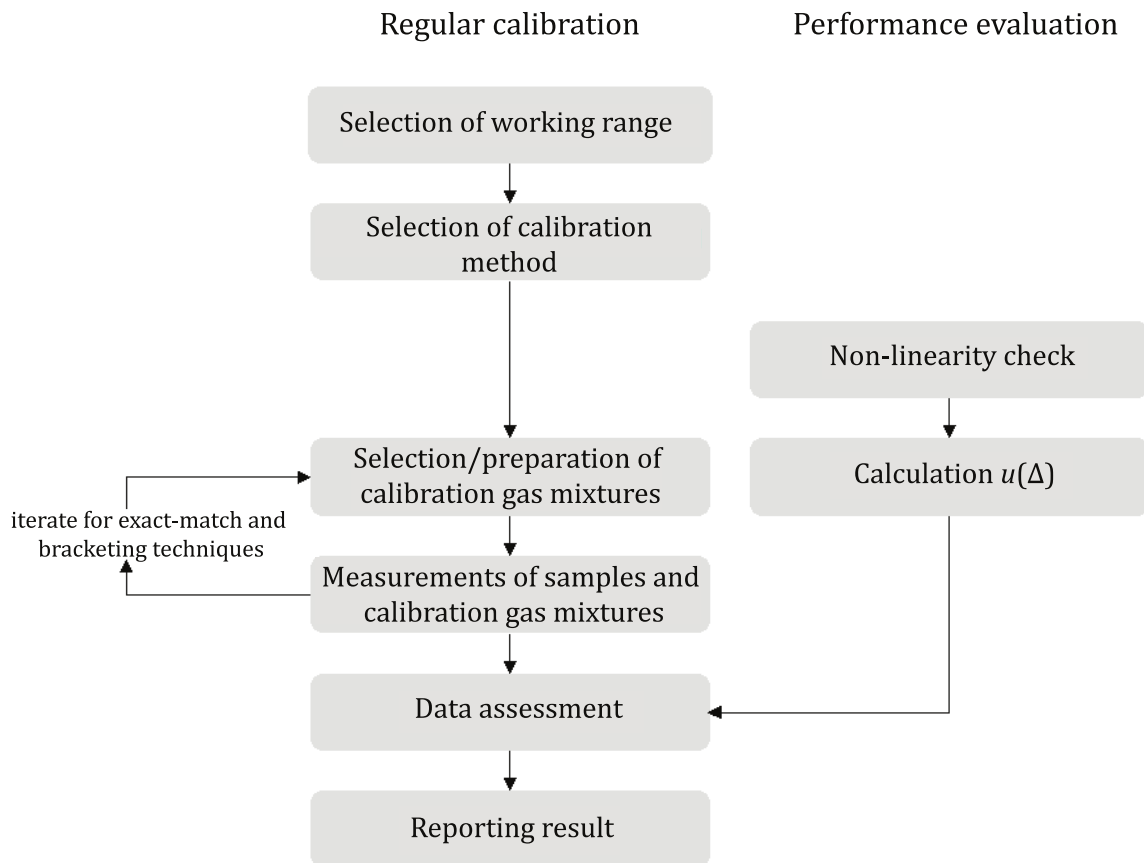 Regular calibration
Performance evaluation
Selection of working range
Selection of calibration
method
Non-linearity check
Calculation u(Δ)
Selection/preparation of
calibration gas mixtures
iterate for exact-match and
bracketing techniques
Measurements of samples and
calibration gas mixtures
Data assessment
Reporting result